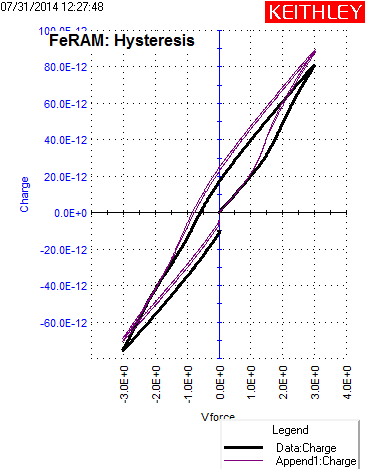 07/31/2014 12:27:48
KEITHLEY
FeRAM: Hysteresis
100.0E-12
80.0E-12
60.0E-12
40.0E-12
20.0E-12
0.0E+0
-20.0E-12
-40.0E-12
-60.0E-12
Charge
-3.0E+0
-2.0E+0
-1.0E+0
0.0E+0
1.0E+0
2.0E+0
3.0E+0
4.0E+0
Vforce
Legend
Data:Charge
Append1:Charge